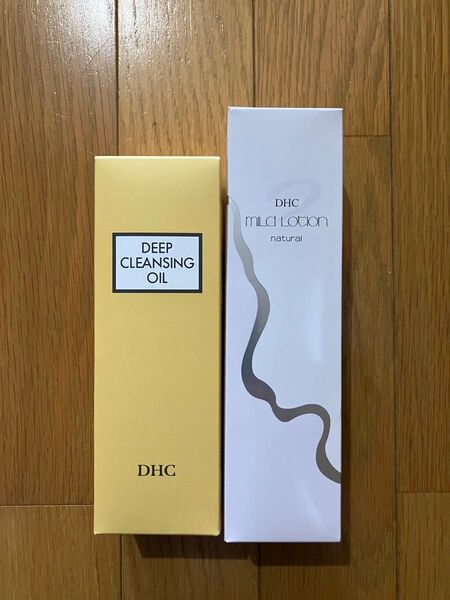 DEEP
CLEANSING
OIL
DHC
DHC
mild Lotion
natural